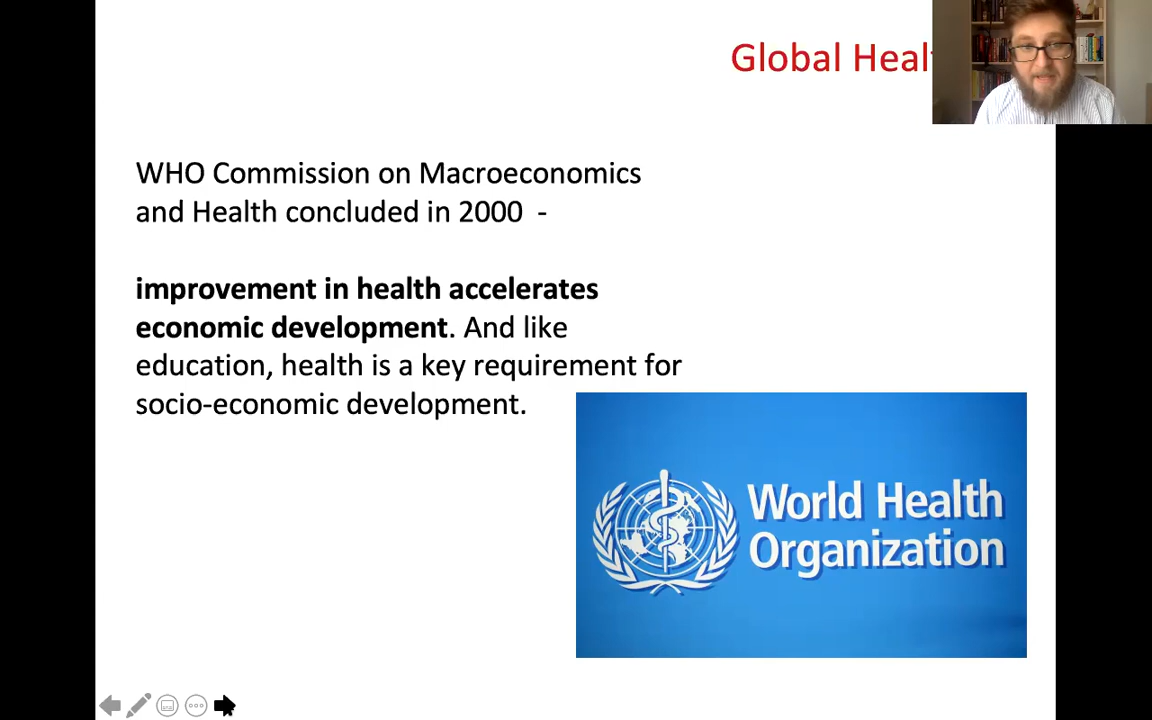 Global Heal
WHO Commission on Macroeconomics
and Health concluded in 2000 -
improvement in health accelerates
economic development. And like
education, health is a key requirement for
socio-economic development.
World Health
Organization